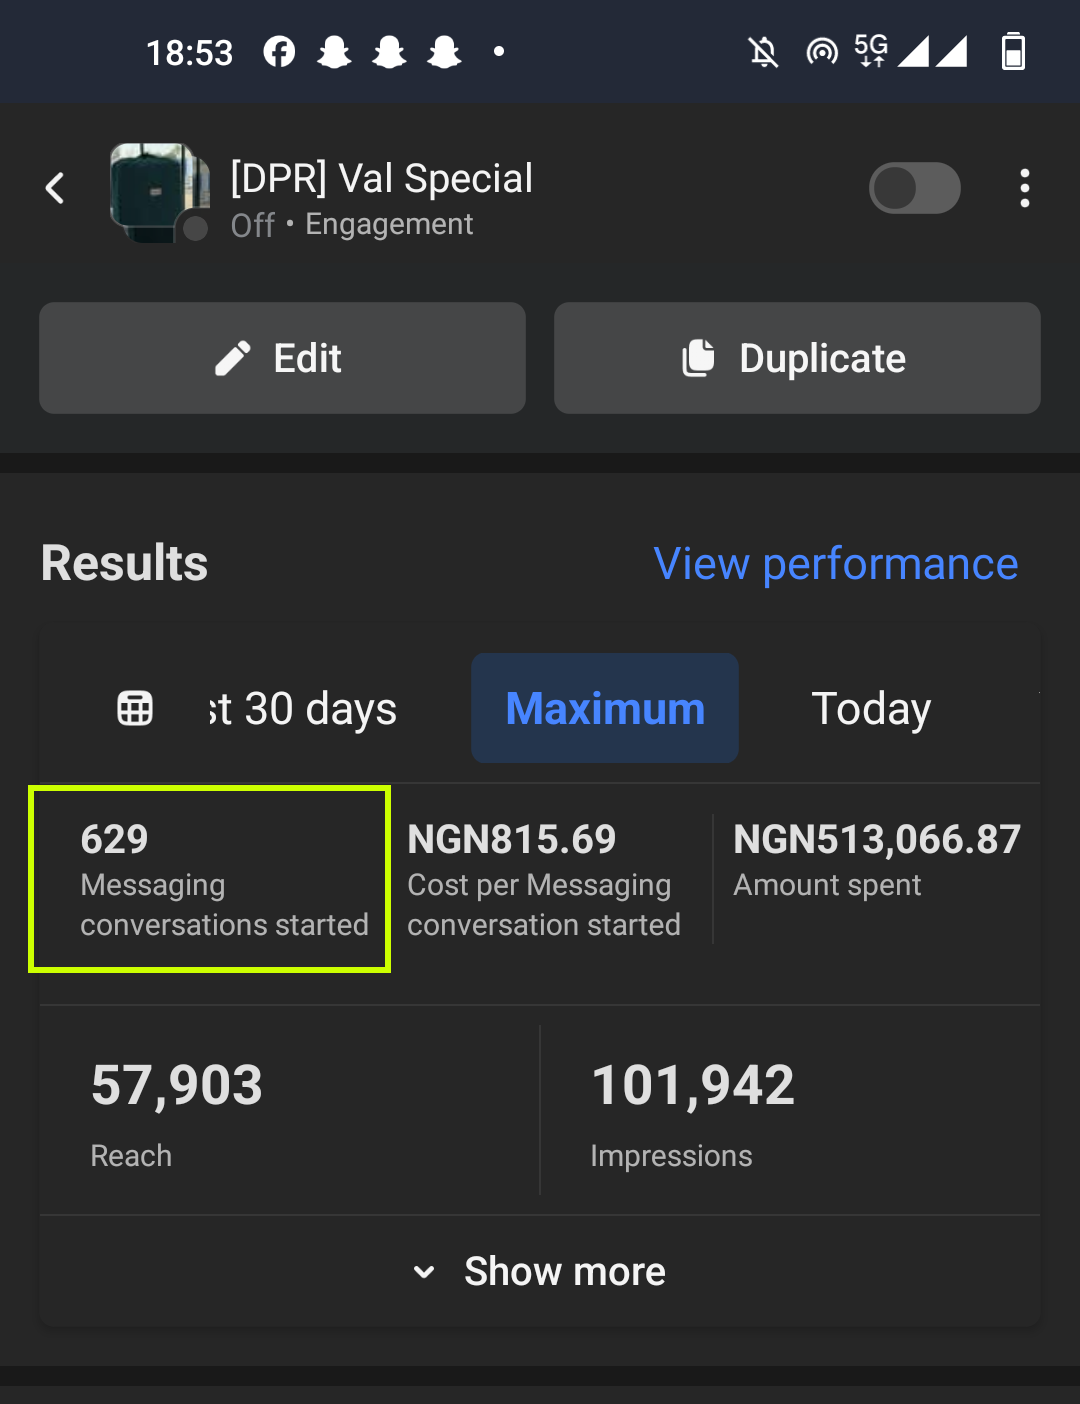 18:53
5G
[DPR] Val Special
Off • Engagement
Edit
Duplicate
Results
View performance
st 30 days
Maximum
Today
629
Messaging
conversations started
NGN815.69
Cost per Messaging
conversation started
NGN513,066.87
Amount spent
57,903
Reach
101,942
Impressions
Show more